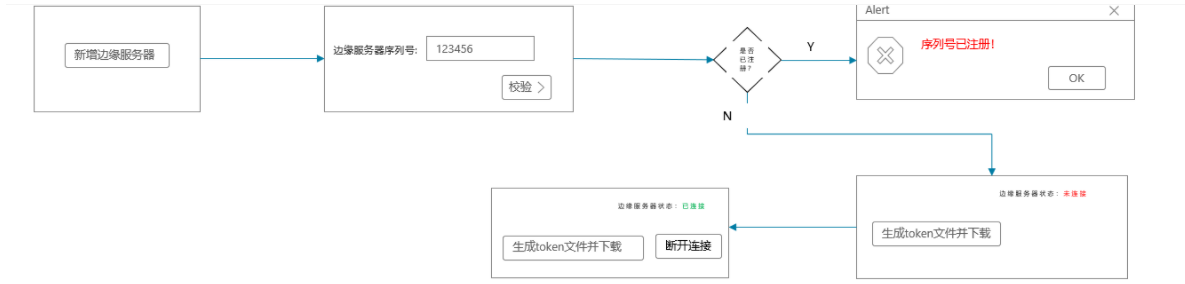 新增边缘服务器
边缘服务器序列号:
123456
校验
是否
已注
册?
Y
N
Alert
序列号已注册!
OK
边缘服务器状态: 未连接
生成token文件并下载
边缘服务器状态: 已连接
生成token文件并下载
断开连接